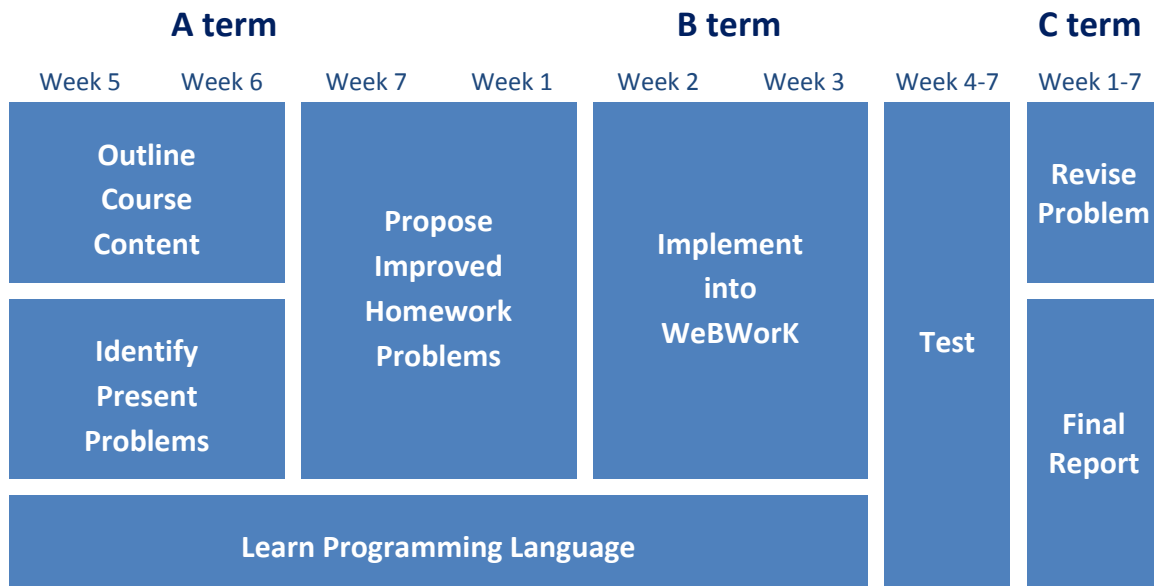 A term B term C term
Week 5 Week 6 Week 7 Week 1 Week 2 Week 3 Week 4-7 Week 1-7
Outline
Course
Content
Identify
Present
Problems
Propose
Improved
Homework
Problems
Implement
into
WeBWorK
Test
Revise
Problem
Final
Report
Learn Programming Language